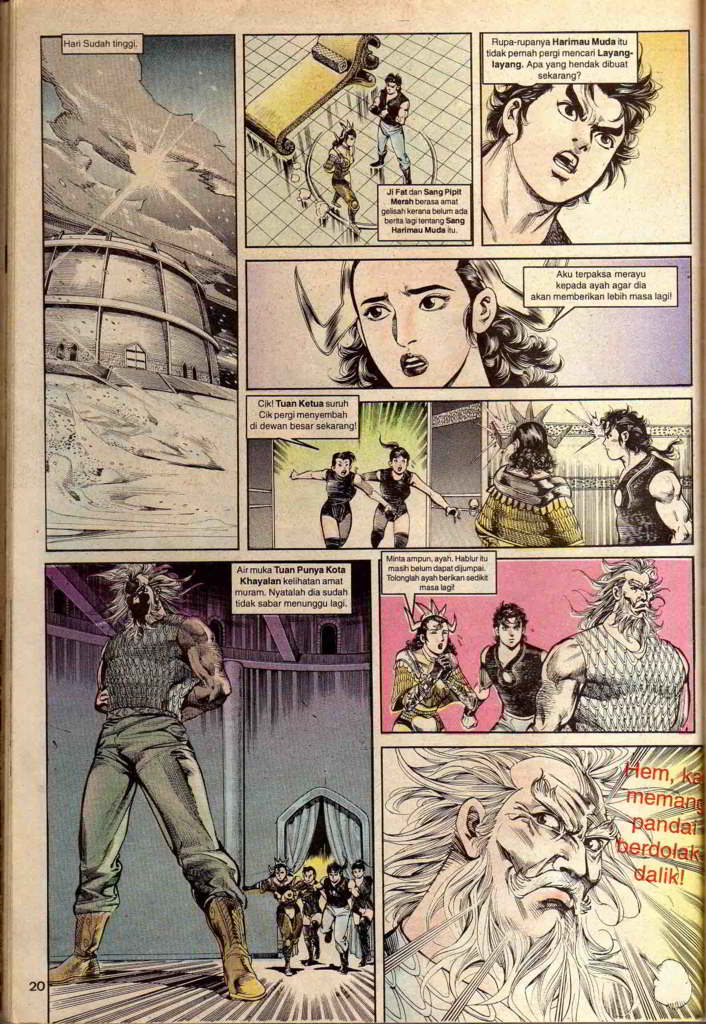 Hari Sudah tinggi.
Ji Fat dan Sang Pipit
Merah berasa amat
gelisah kerana belum ada
berita lagi tentang Sang
Harimau Muda itu.
Rupa-rupanya Harimau Muda itu
tidak pernah pergi mencari Layang-
layang. Apa yang hendak dibuat
sekarang?
Aku terpaksa merayu
kepada ayah agar dia
akan memberikan lebih masa lagi!
Cik! Tuan Ketua suruh
Cik pergi menyembah
di dewan besar sekarang!
Air muka Tuan Punya Kota
Khayalan kelihatan amat
muram. Nyatalah dia sudah
tidak sabar menunggu lagi.
Minta ampun, ayah. Hablur itu
masih belum dapat dijumpai.
Tolonglah ayah berikan sedikit
masa lagi!
Hem,
memang
pandai
berdolak
dalik!
20